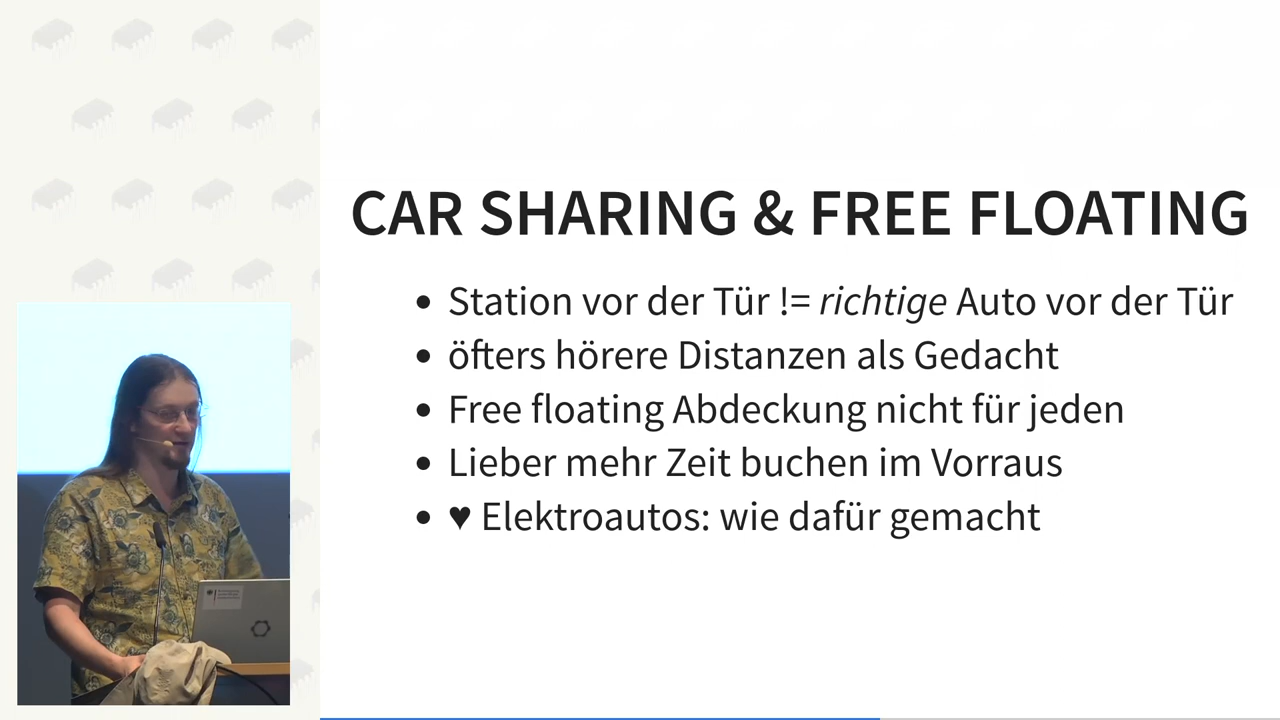 CAR SHARING & FREE FLOATING
Station vor der Tür != richtige Auto vor der Tür
öfters hörere Distanzen als Gedacht
Free floating Abdeckung nicht für jeden
Lieber mehr Zeit buchen im Vorraus
♥ Elektroautos: wie dafür gemacht